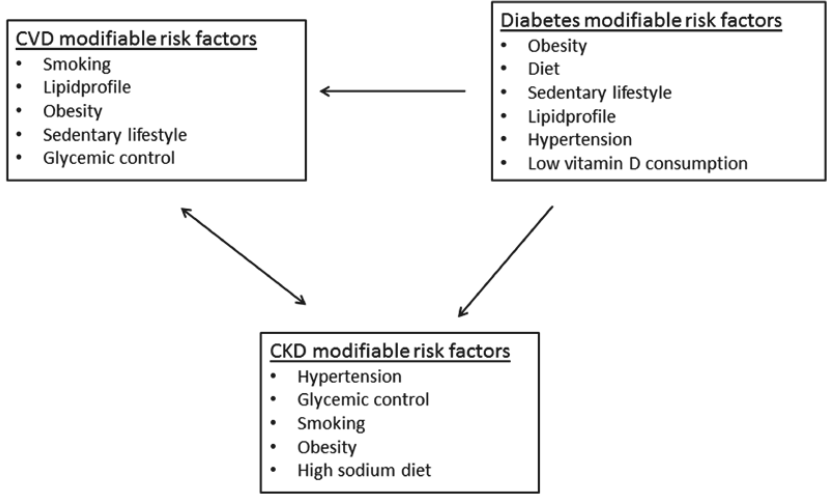 CVD modifiable risk factors
• Smoking
• Lipidprofile
• Obesity
• Sedentary lifestyle
• Glycemic control
Diabetes modifiable risk factors
• Obesity
• Diet
• Sedentary lifestyle
• Lipidprofile
• Hypertension
• Low vitamin D consumption
CKD modifiable risk factors
• Hypertension
• Glycemic control
• Smoking
• Obesity
• High sodium diet